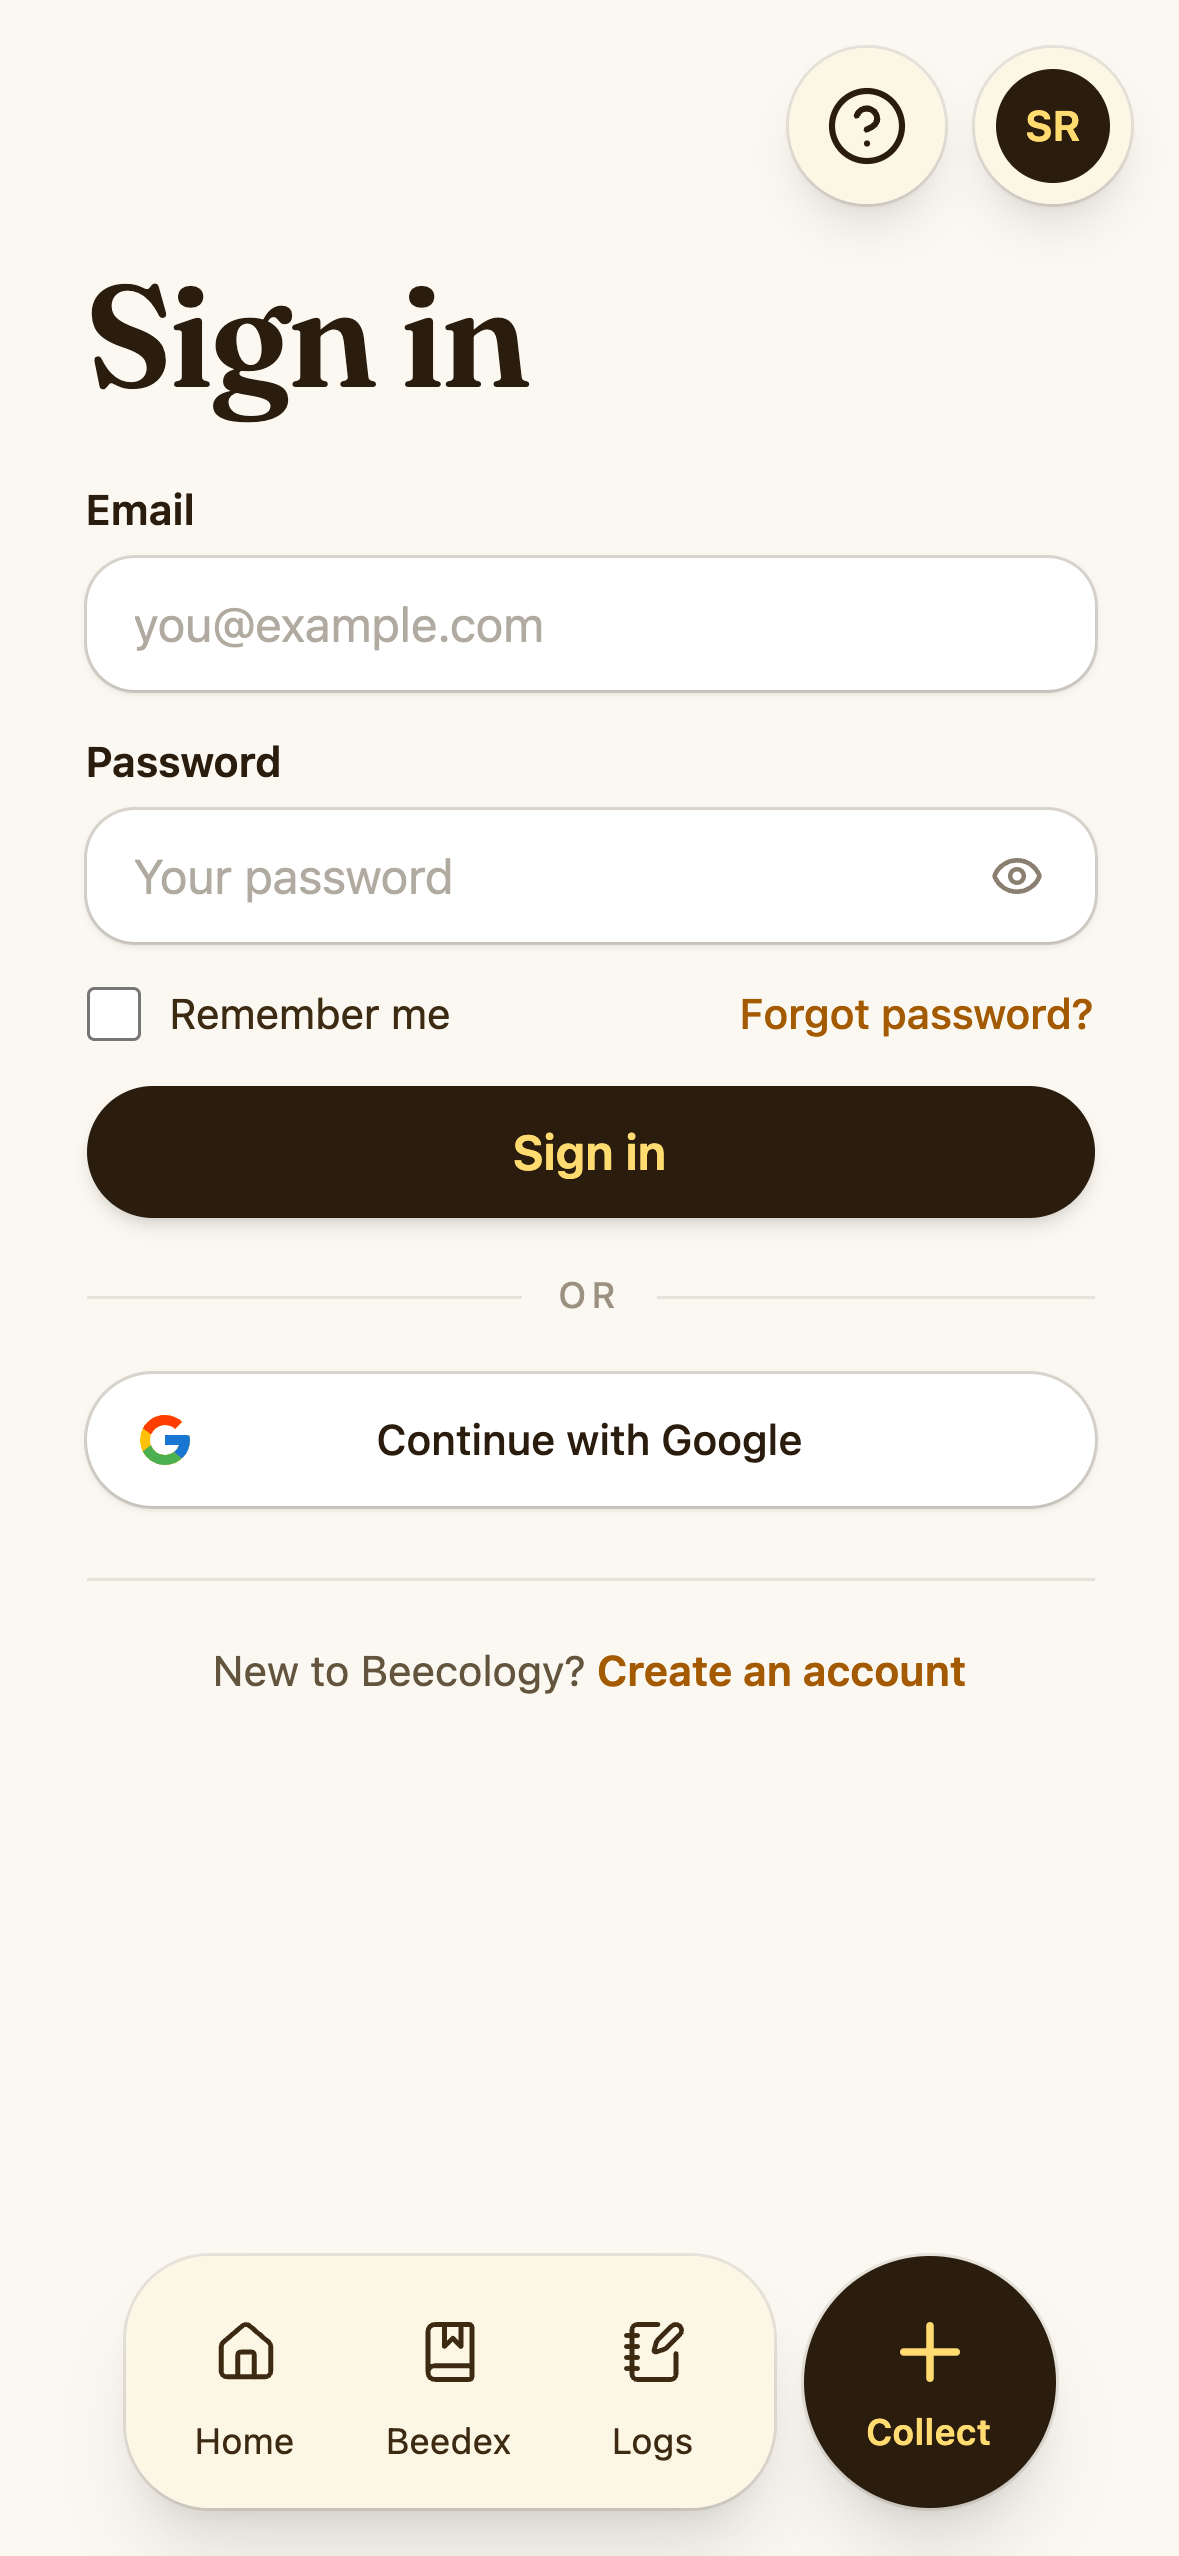 SR
Sign in
Email
you@example.com
Password
Your password
Remember me
Forgot password?
Sign in
OR
Continue with Google
New to Beecology? Create an account
Home
Beedex
Logs
Collect